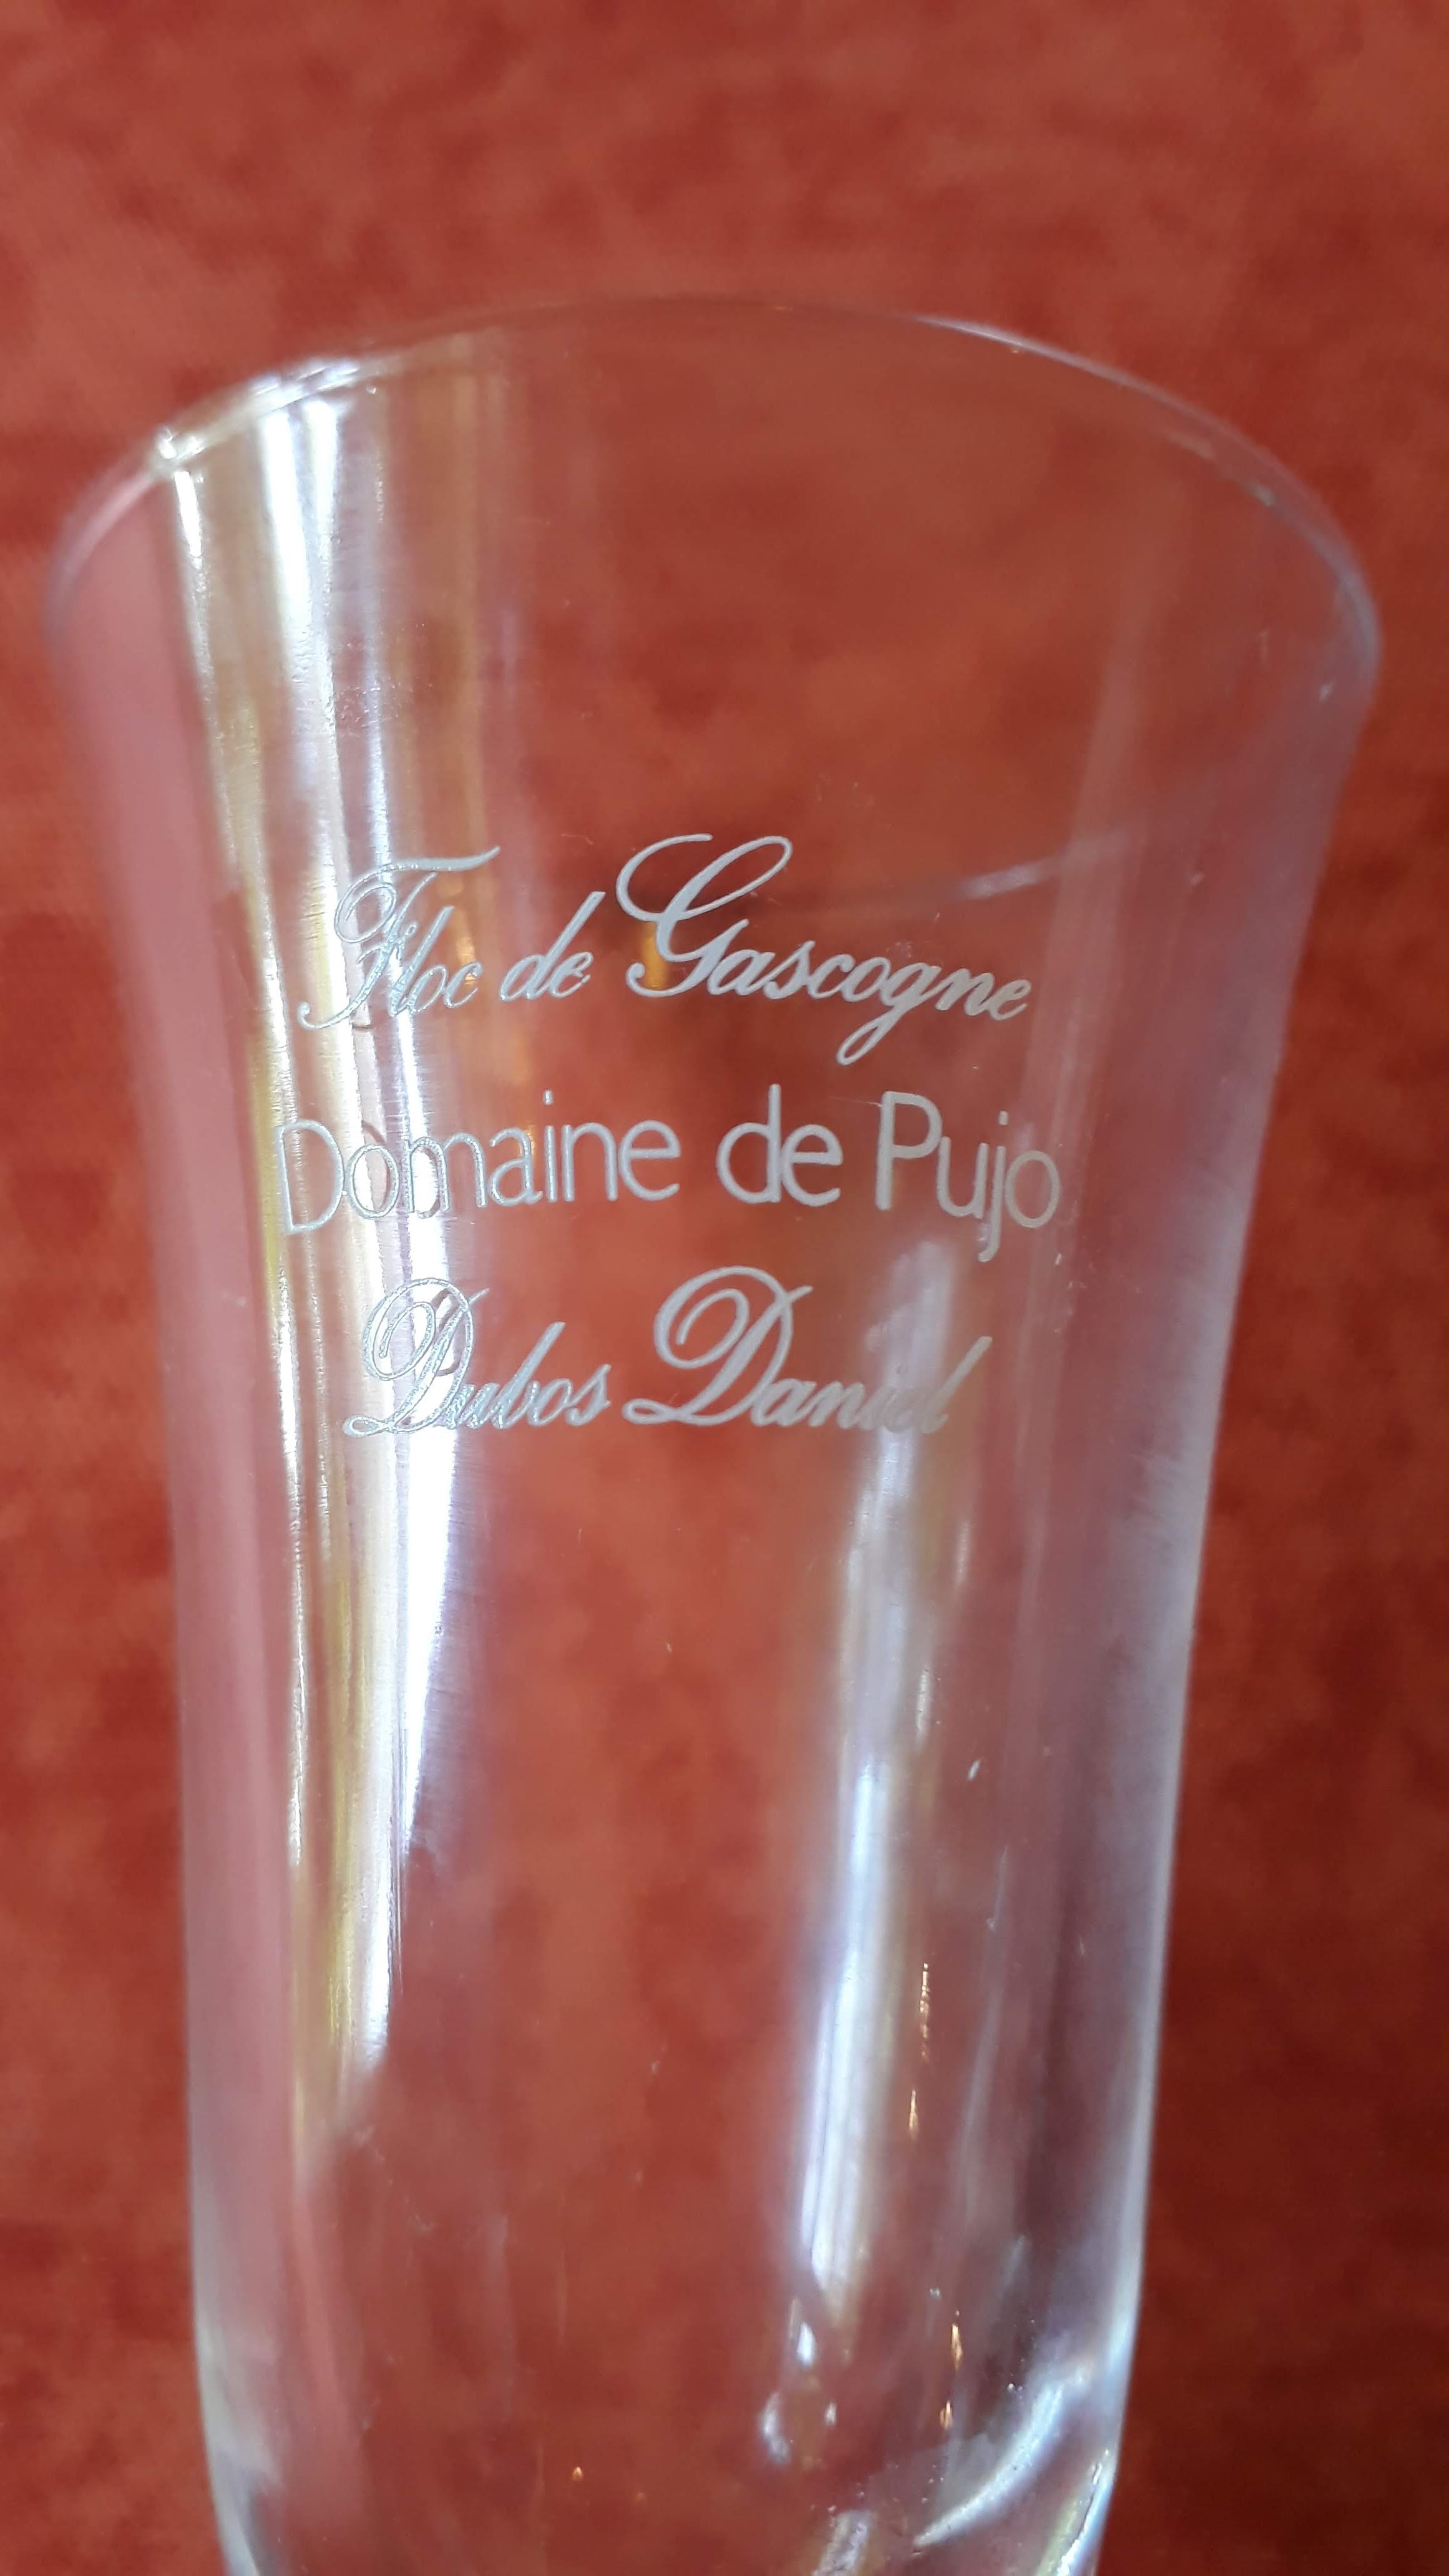 Floc de Gascogne
Domaine de Pujo
Dubos Daniel